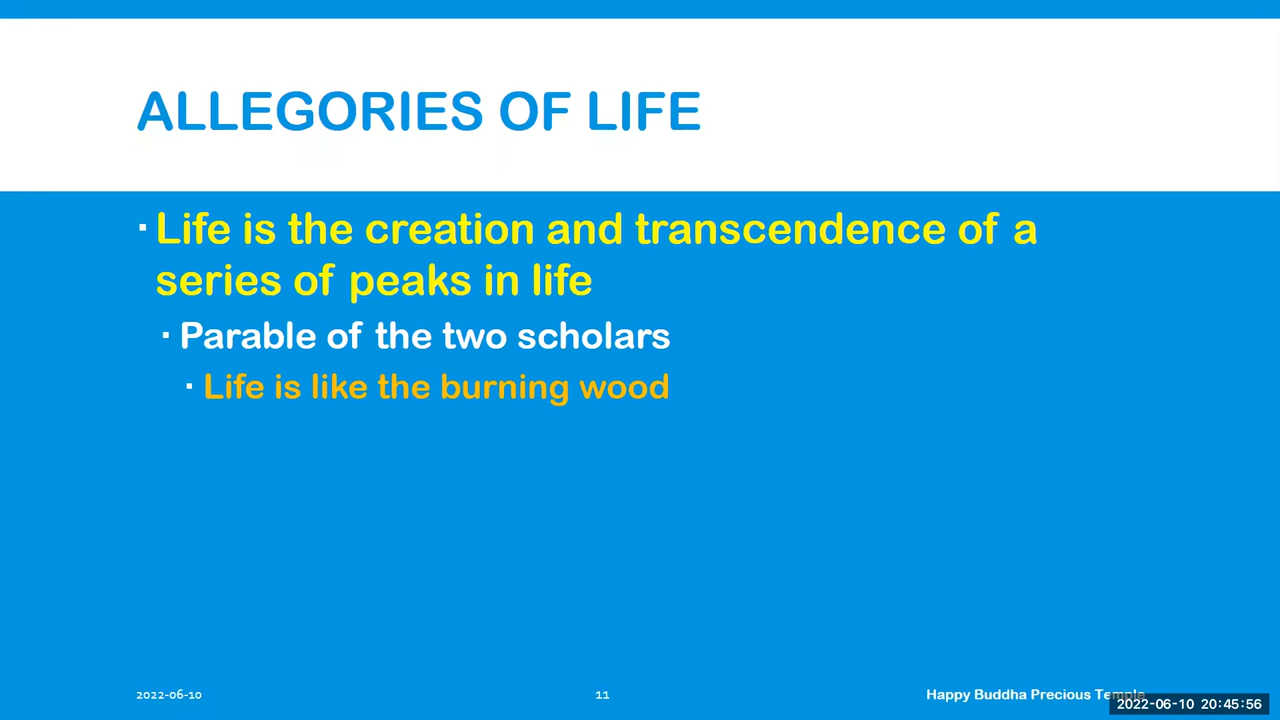 ALLEGORIES OF LIFE
▪ Life is the creation and transcendence of a
series of peaks in life
▪ Parable of the two scholars
▪ Life is like the burning wood
2022-06-10
11
Happy Buddha Precious Temple
2022-06-10 20:45:56